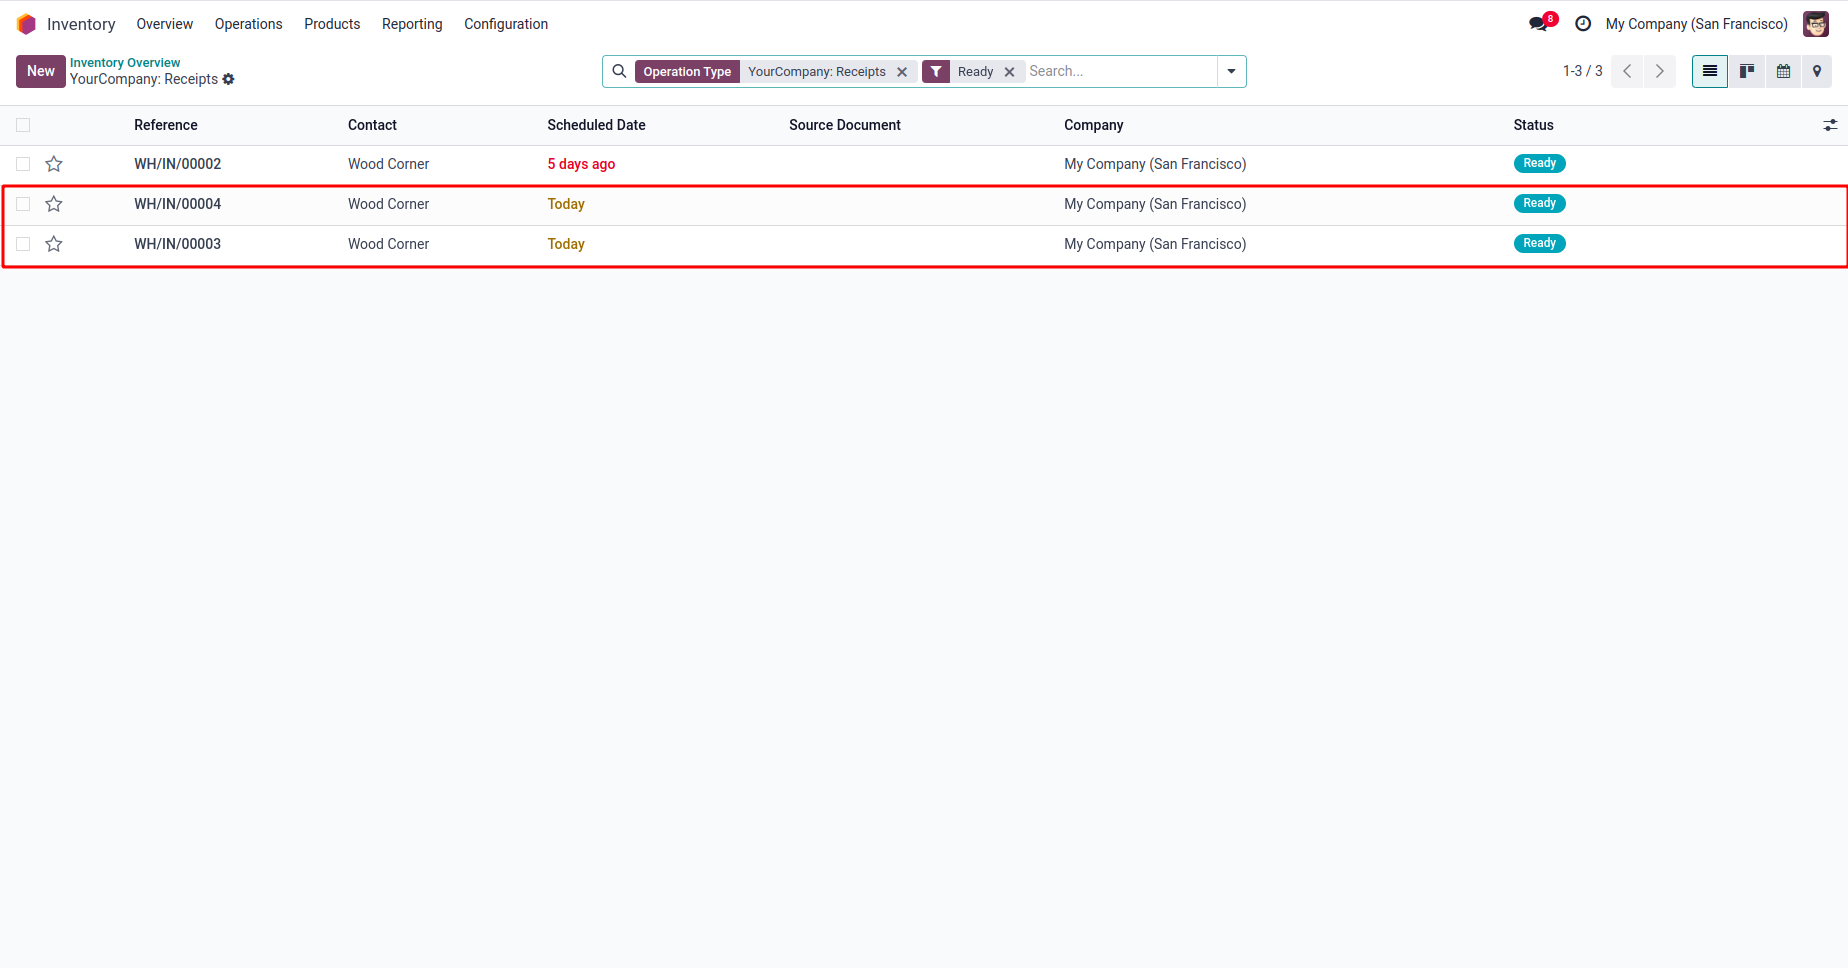 Inventory Overview Operations Products Reporting Configuration 8 My Company (San Francisco)
New Inventory Overview
YourCompany: Receipts
Operation Type YourCompany: Receipts Ready Search... 1-3 / 3
Reference Contact Scheduled Date Source Document Company Status
WH/IN/00002 Wood Corner 5 days ago My Company (San Francisco) Ready
WH/IN/00004 Wood Corner Today My Company (San Francisco) Ready
WH/IN/00003 Wood Corner Today My Company (San Francisco) Ready